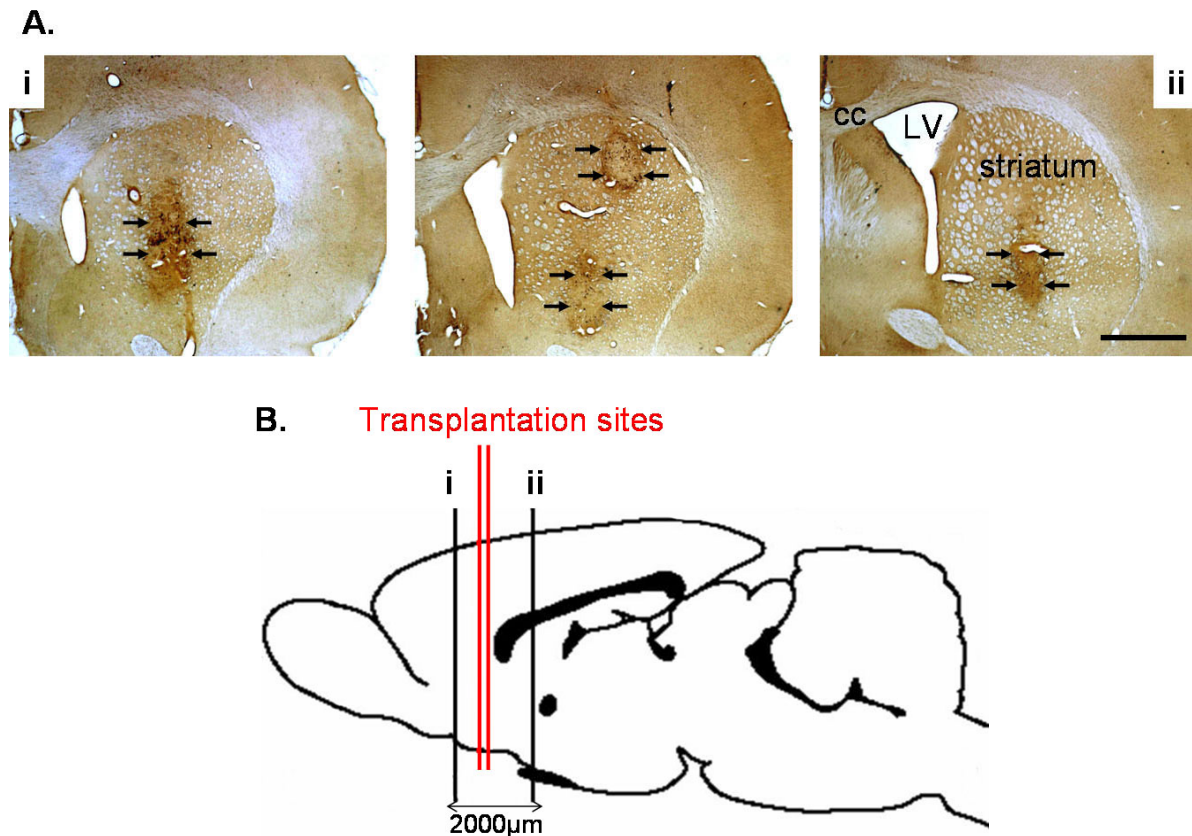 A.
i
ii
cc
LV
striatum
B.
Transplantation sites
i
ii
2000µm